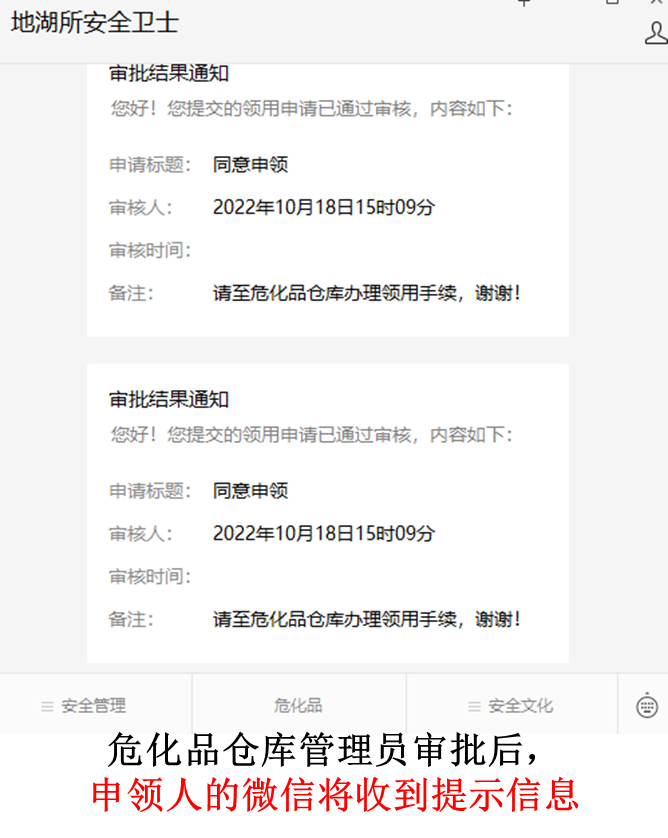 地湖所安全卫士
审批结果通知
您好！您提交的领用申请已通过审核，内容如下：
申请标题： 同意申领
审核人： 2022年10月18日15时09分
审核时间：
备注： 请至危化品仓库办理领用手续，谢谢！
审批结果通知
您好！您提交的领用申请已通过审核，内容如下：
申请标题： 同意申领
审核人： 2022年10月18日15时09分
审核时间：
备注： 请至危化品仓库办理领用手续，谢谢！
安全管理 危化品 安全文化
危化品仓库管理员审批后，
申领人的微信将收到提示信息